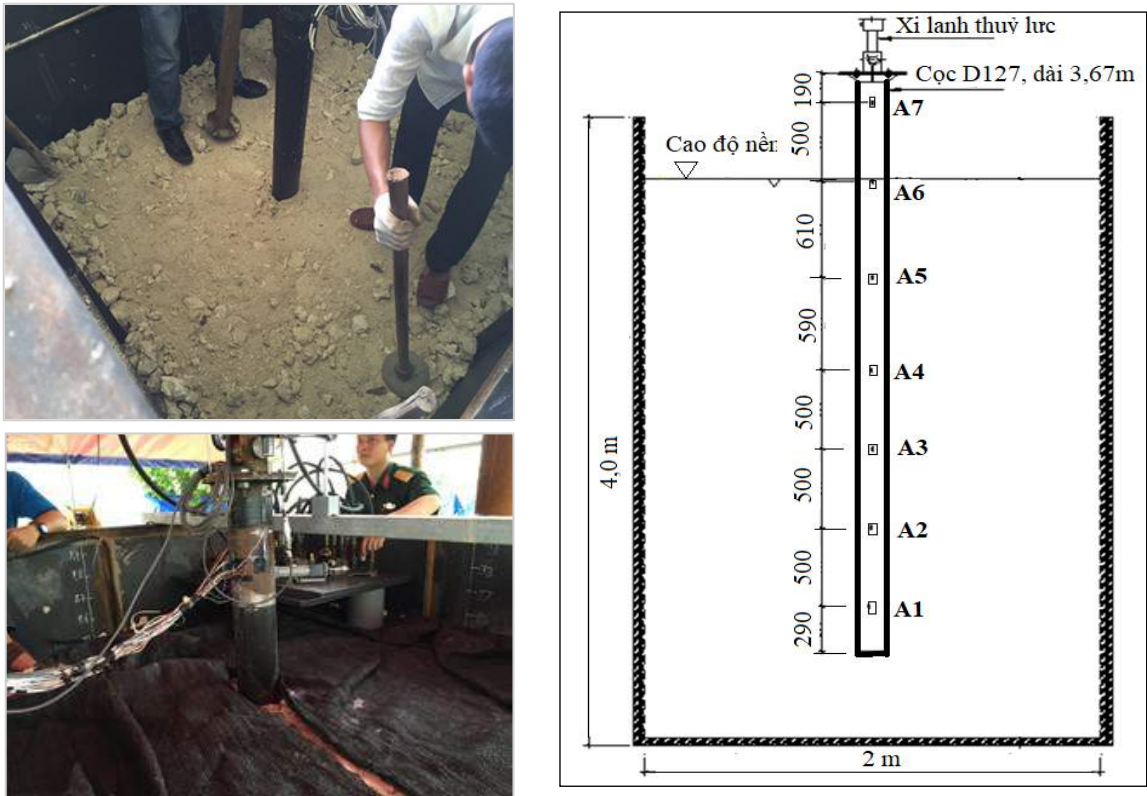 Xi lanh thuỷ lực
Cọc D127, dài 3,67m
190
A7
500
Cao độ nền
A6
610
A5
590
A4
500
A3
4,0 m
500
A2
500
A1
290
2 m